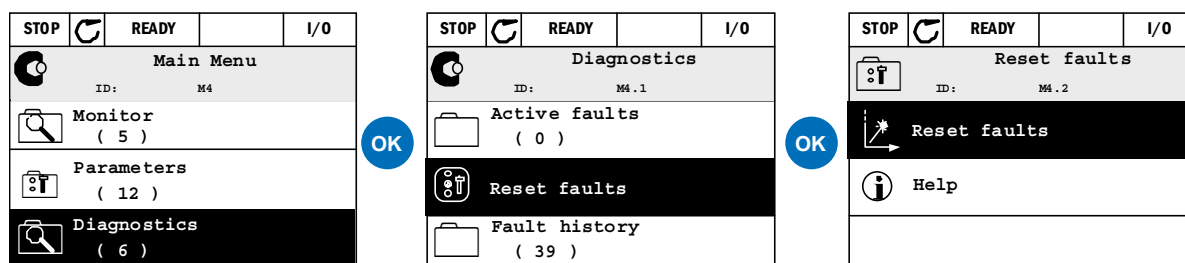 STOP READY I/O
Main Menu
ID: M4
Monitor
( 5 )
Parameters
( 12 )
Diagnostics
( 6 )
OK
STOP READY I/O
Diagnostics
ID: M4.1
Active faults
( 0 )
Reset faults
Fault history
( 39 )
OK
STOP READY I/O
Reset faults
ID: M4.2
Reset faults
Help